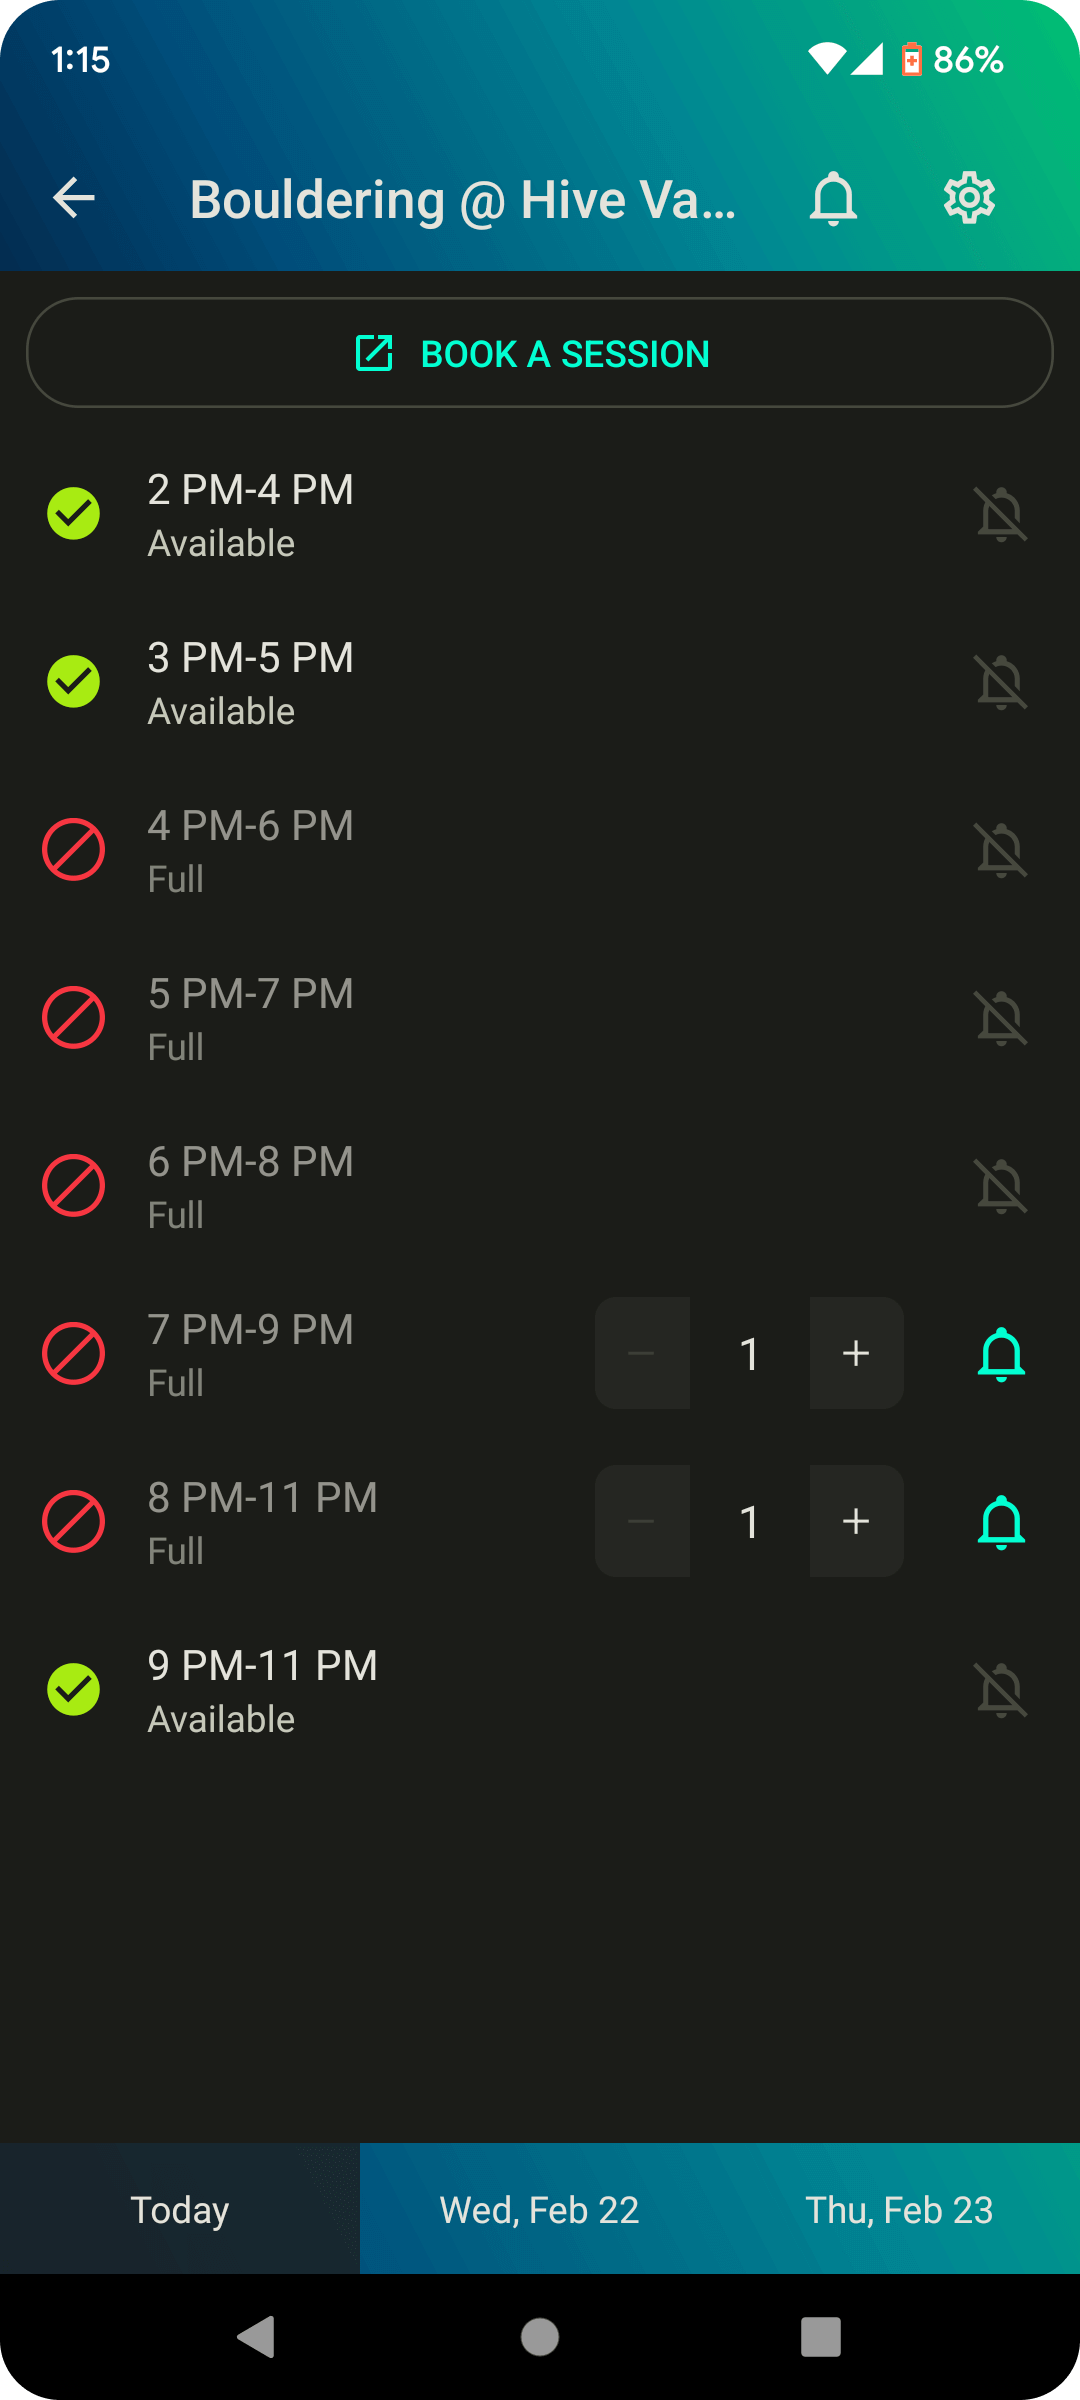 1:15
86%
Bouldering @ Hive Va...
BOOK A SESSION
2 PM-4 PM
Available
3 PM-5 PM
Available
4 PM-6 PM
Full
5 PM-7 PM
Full
6 PM-8 PM
Full
7 PM-9 PM
Full
− 1 +
8 PM-11 PM
Full
− 1 +
9 PM-11 PM
Available
Today
Wed, Feb 22
Thu, Feb 23